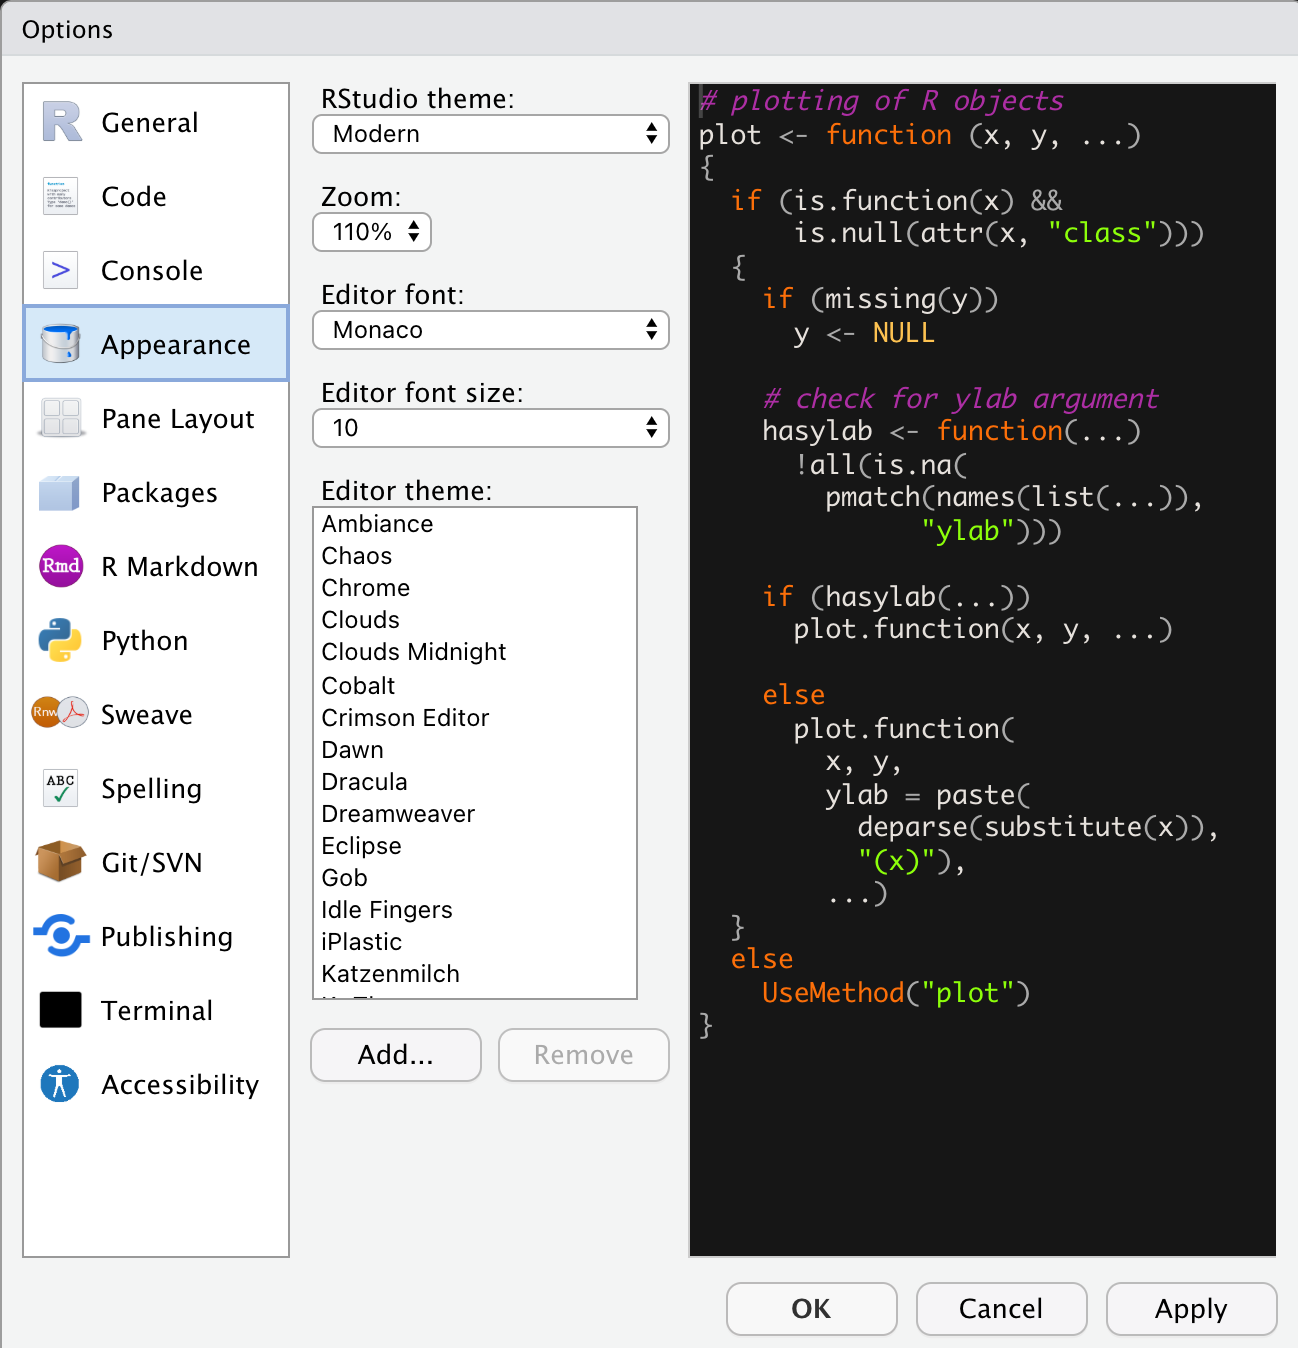 Options
General
Code
Console
Appearance
Pane Layout
Packages
Rmd
R Markdown
Python
Rnw
Sweave
ABC
Spelling
Git/SVN
Publishing
Terminal
Accessibility
RStudio theme:
Modern
Zoom:
110%
Editor font:
Monaco
Editor font size:
10
Editor theme:
Ambiance
Chaos
Chrome
Clouds
Clouds Midnight
Cobalt
Crimson Editor
Dawn
Dracula
Dreamweaver
Eclipse
Gob
Idle Fingers
iPlastic
Katzenmilch
Add...
Remove
# plotting of R objects
plot <- function (x, y, ...)
{
  if (is.function(x) &&
      is.null(attr(x, "class")))
  {
    if (missing(y))
      y <- NULL
    # check for ylab argument
    hasylab <- function(...)
      !all(is.na(
        pmatch(names(list(...)),
              "ylab")))
    if (hasylab(...))
      plot.function(x, y, ...)
    else
      plot.function(
        x, y,
        ylab = paste(
          deparse(substitute(x)),
          "(x)"),
        ...)
  }
  else
    UseMethod("plot")
}
OK
Cancel
Apply